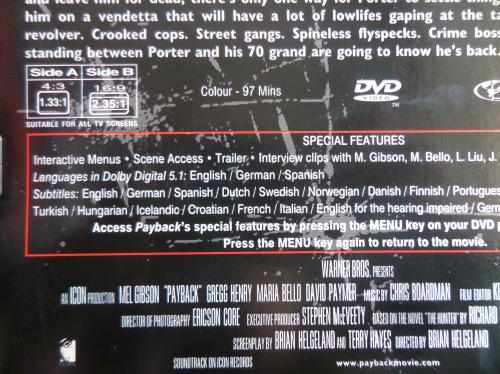 and leave him for dead, there's only one way for Porter to settle
him on a vendetta that will have a lot of lowlifes gaping at the
revolver. Crooked cops. Street gangs. Spineless flyspecks. Crime
standing between Porter and his 70 grand are going to know he's back.
Side A Side B
4:3 16:9
1.33:1 2.35:1
SUITABLE FOR ALL TV SCREENS
Colour - 97 Mins
DVD
VIDEO
TM
SPECIAL FEATURES
Interactive Menus • Scene Access • Trailer • Interview clips with M. Gibson, M. Bello, L. Liu, J.
Languages in Dolby Digital 5.1: English / German / Spanish
Subtitles: English / German / Spanish / Dutch / Swedish / Norwegian / Danish / Finnish /
Turkish / Hungarian / Icelandic / Croatian / French / Italian / English for the hearing impaired /
Access Payback's special features by pressing the MENU key on your DVD
Press the MENU key again to return to the movie.
WARNER BROS. PRESENTS
AN ICON PRODUCTION MEL GIBSON "PAYBACK" GREGG HENRY MARIA BELLO DAVID PAYMER MUSIC BY CHRIS BOARDMAN FILM EDITOR
DIRECTOR OF PHOTOGRAPHY ERICSON CORE EXECUTIVE PRODUCER STEPHEN McEVEETY BASED ON THE NOVEL "THE HUNTER" BY RICHARD
SCREENPLAY BY BRIAN HELGELAND AND TERRY HAYES DIRECTED BY BRIAN HELGELAND
SOUNDTRACK ON ICON RECORDS
www.paybackmovie.com